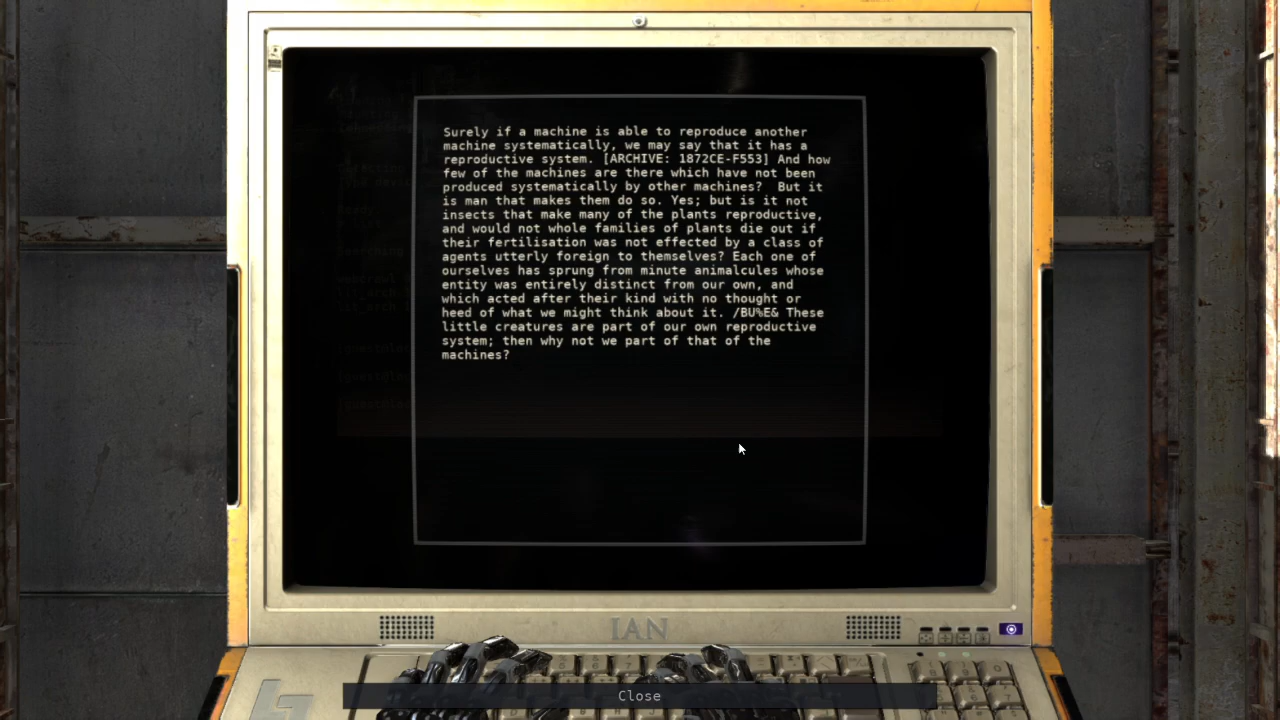 Surely if a machine is able to reproduce another
machine systematically, we may say that it has a
reproductive system. [ARCHIVE: 1872CE-F553] And how
few of the machines are there which have not been
produced systematically by other machines?  But it
is man that makes them do so. Yes; but is it not
insects that make many of the plants reproductive,
and would not whole families of plants die out if
their fertilisation was not effected by a class of
agents utterly foreign to themselves? Each one of
ourselves has sprung from minute animalcules whose
entity was entirely distinct from our own, and
which acted after their kind with no thought or
heed of what we might think about it. /BU%E& These
little creatures are part of our own reproductive
system; then why not we part of that of the
machines?
IAN
Close